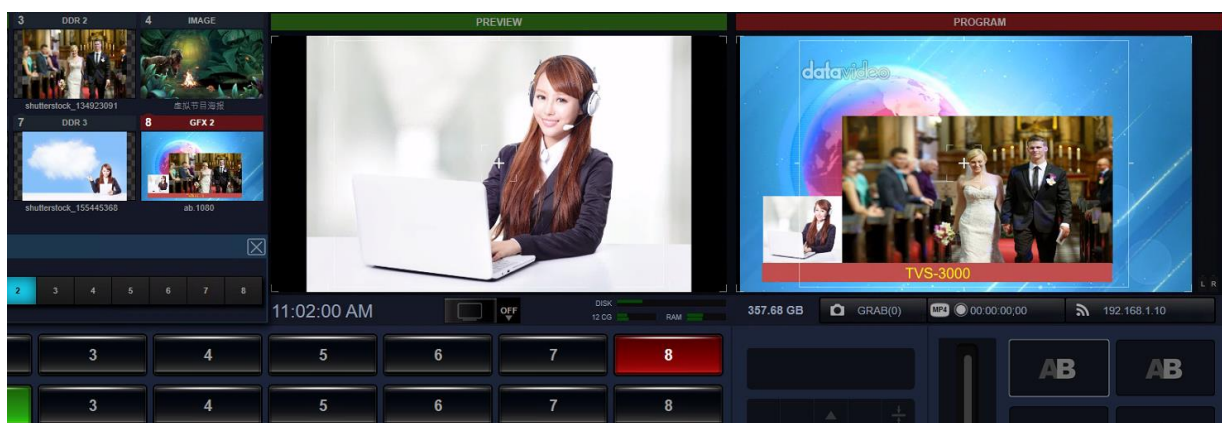 3 DDR 2 4 IMAGE
PREVIEW
PROGRAM
shutterstock_134923091 虚拟节目海报
7 DDR 3 8 GFX 2
datavideo
shutterstock_155445368 ab.1080
TVS-3000
2 3 4 5 6 7 8
L R
11:02:00 AM
OFF
DISK
12 CG RAM
357.68 GB GRAB(0) MP4 00:00:00;00 192.168.1.10
3 4 5 6 7 8
AB AB
3 4 5 6 7 8